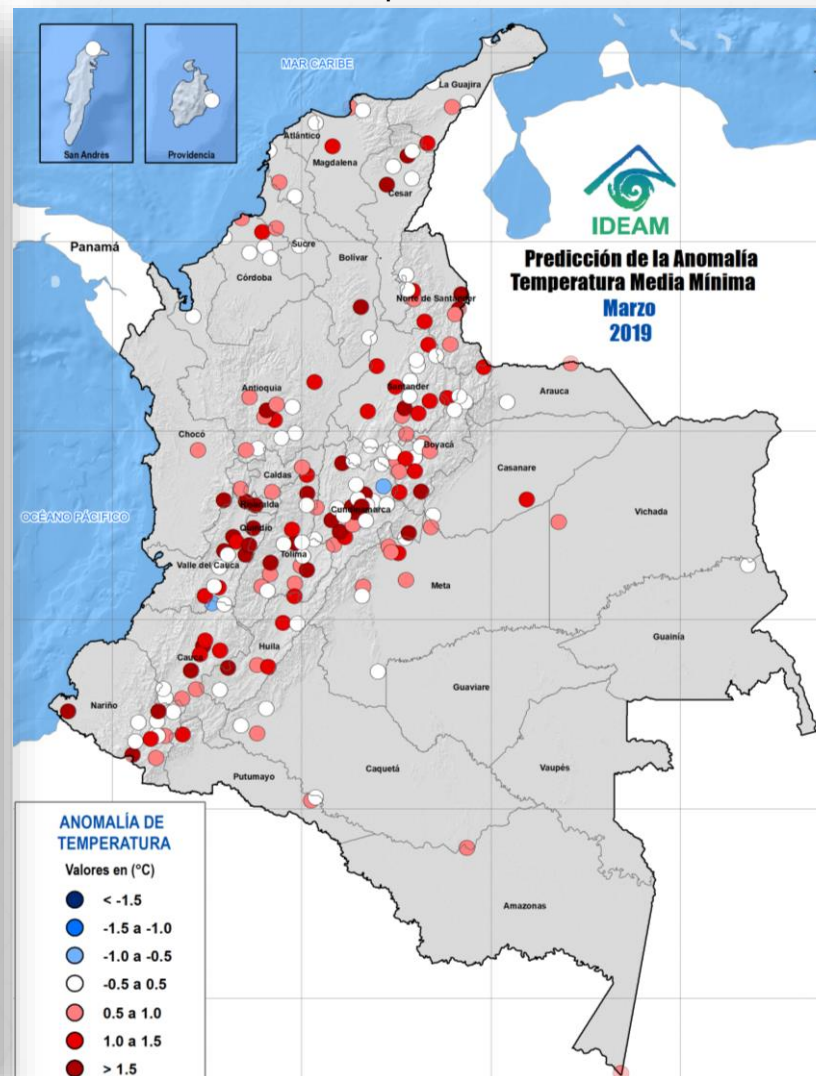 MAR CARIBE
La Guajira
San Andrés
Providencia
Atlántico
Magdalena
Cesar
IDEAM
Panamá
Sucre
Bolívar
Córdoba
Norte de Santander
Predicción de la Anomalía
Temperatura Media Mínima
Marzo
2019
Antioquia
Santander
Arauca
Chocó
Boyacá
Casanare
Caldas
Risaralda
Cundinamarca
Vichada
OCÉANO PÁCIFICO
Quindío
Tolima
Valle del Cauca
Meta
Guainía
Huila
Cauca
Nariño
Guaviare
Caquetá
Vaupés
Putumayo
Amazonas
ANOMALÍA DE
TEMPERATURA
Valores en (°C)
< -1.5
-1.5 a -1.0
-1.0 a -0.5
-0.5 a 0.5
0.5 a 1.0
1.0 a 1.5
> 1.5